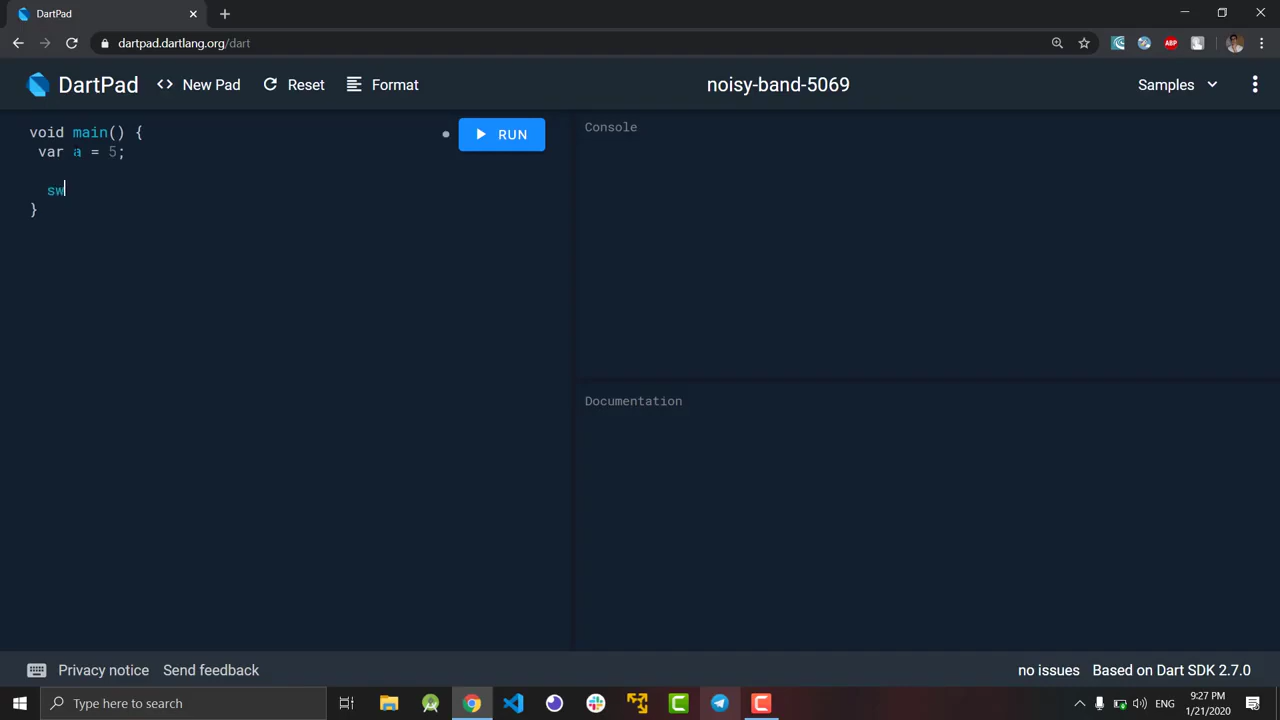 DartPad
dartpad.dartlang.org/dart
ABP
DartPad
<> New Pad
Reset
Format
noisy-band-5069
Samples
void main() {
var a = 5;
sw
}
RUN
Console
Documentation
Privacy notice
Send feedback
no issues
Based on Dart SDK 2.7.0
Type here to search
ENG
9:27 PM
1/21/2020